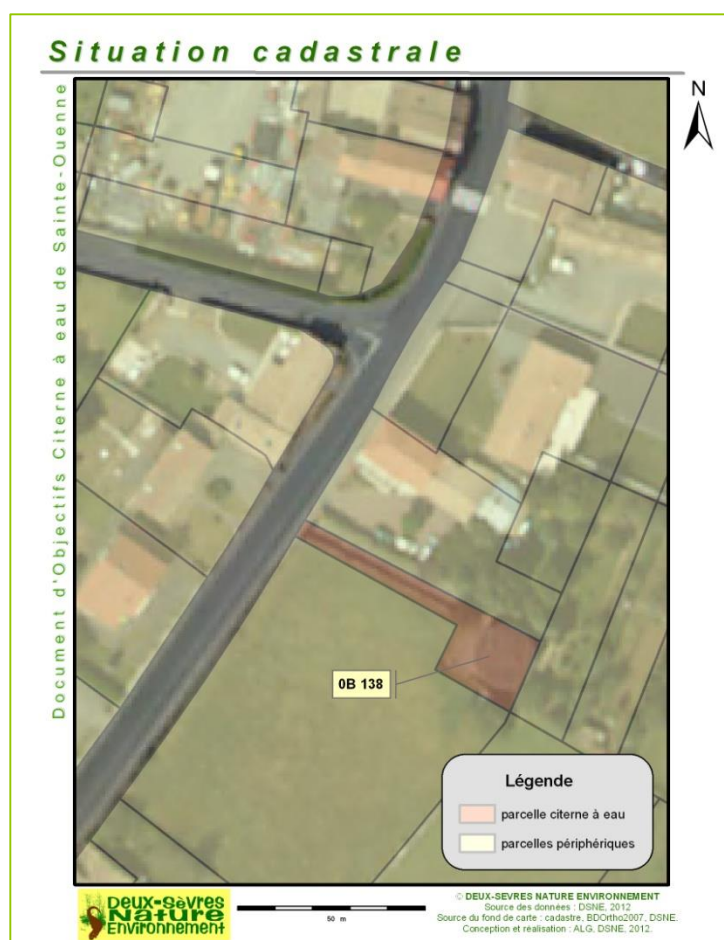 Situation cadastrale
Document d'Objectifs Citerne à eau de Sainte-Ouenne
N
0B 138
Légende
parcelle citerne à eau
parcelles périphériques
Deux-Sèvres
Nature
Environnement
50 m
© DEUX-SEVRES NATURE ENVIRONNEMENT
Source des données : DSNE, 2012
Source du fond de carte : cadastre, BDOrtho2007, DSNE.
Conception et réalisation : ALG, DSNE, 2012.